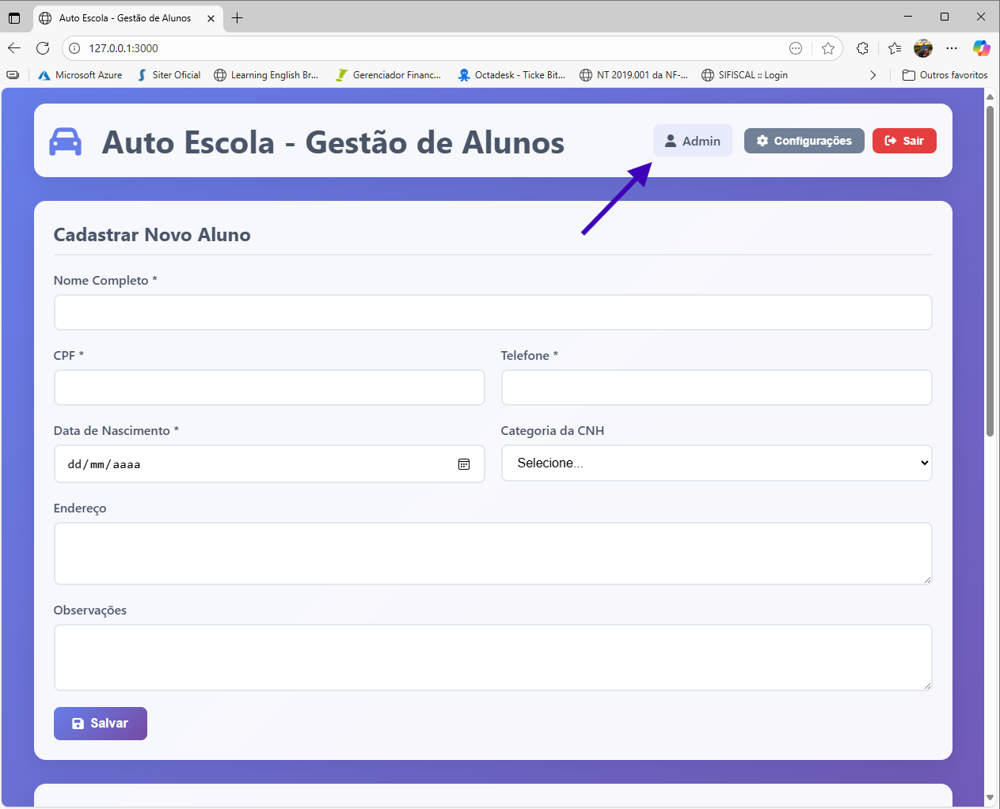 Auto Escola - Gestão de Alunos
127.0.0.1:3000
Microsoft Azure
Siter Oficial
Learning English Br...
Gerenciador Financ...
Octadesk - Ticke Bit...
NT 2019.001 da NF-...
SIFISCAL :: Login
Outros favoritos
Auto Escola - Gestão de Alunos
Admin
Configurações
Sair
Cadastrar Novo Aluno
Nome Completo *
CPF *
Telefone *
Data de Nascimento *
Categoria da CNH
dd/mm/aaaa
Selecione...
Endereço
Observações
Salvar